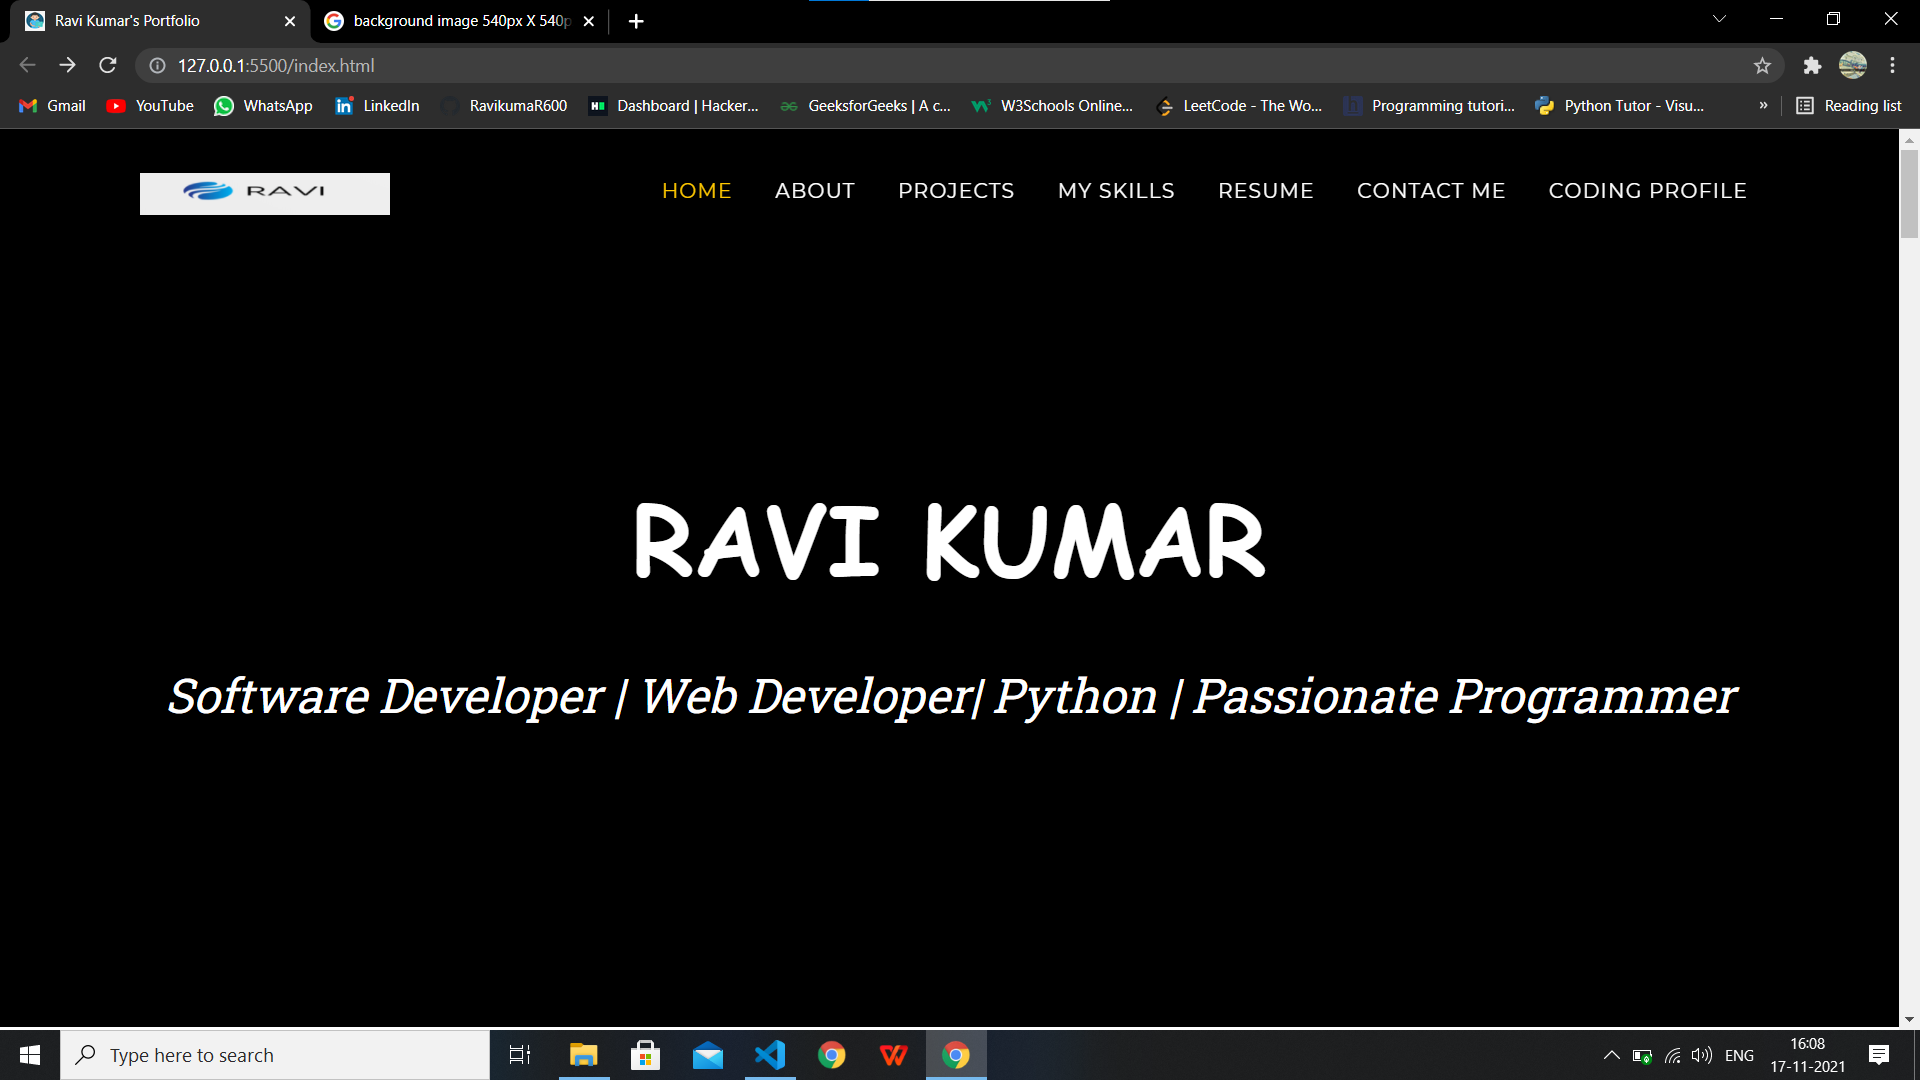 Ravi Kumar's Portfolio
background image 540px X 540p
127.0.0.1:5500/index.html
Gmail YouTube WhatsApp LinkedIn RavikumaR600 Dashboard | Hacker... GeeksforGeeks | A c... W3Schools Online... LeetCode - The Wo... Programming tutori... Python Tutor - Visu... » Reading list
RAVI HOME ABOUT PROJECTS MY SKILLS RESUME CONTACT ME CODING PROFILE
RAVI KUMAR
Software Developer | Web Developer| Python | Passionate Programmer
Type here to search
ENG
16:08
17-11-2021